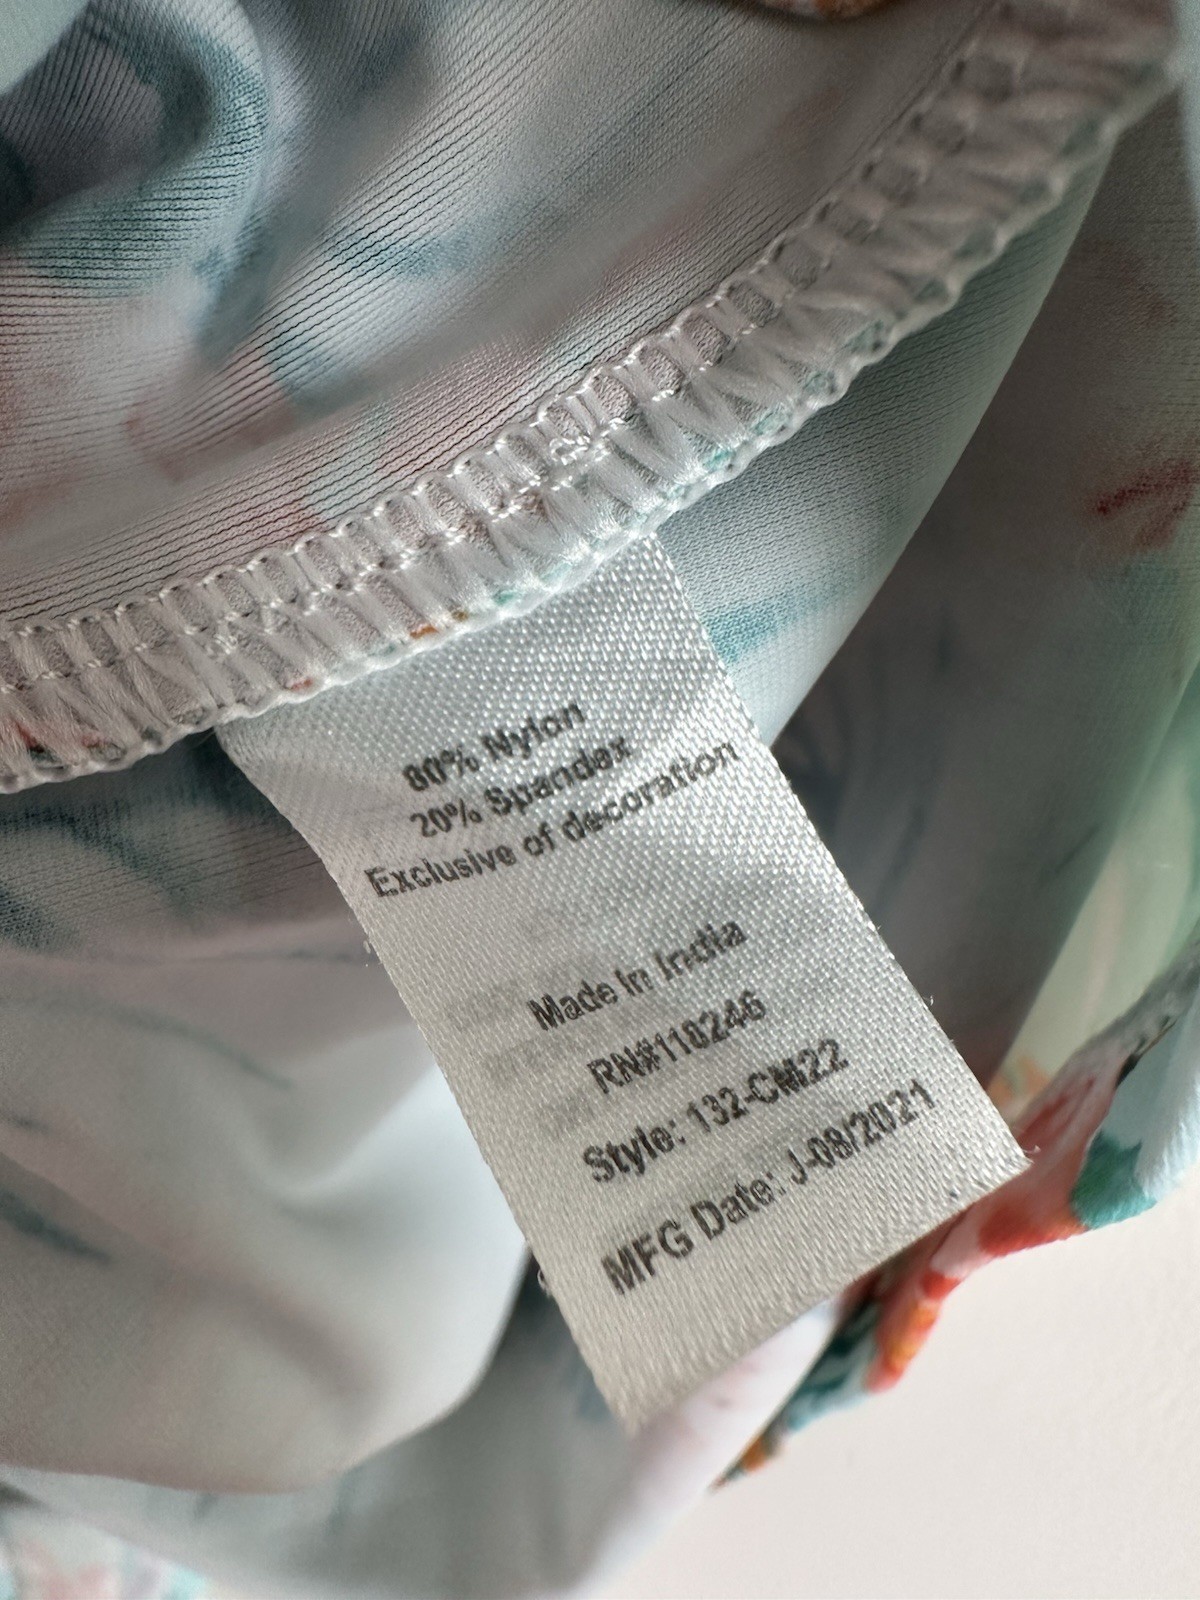 80% Nylon
20% Spandex
Exclusive of decoration
Made In India
RN#118246
Style: 132-CM22
MFG Date: J-08/2021